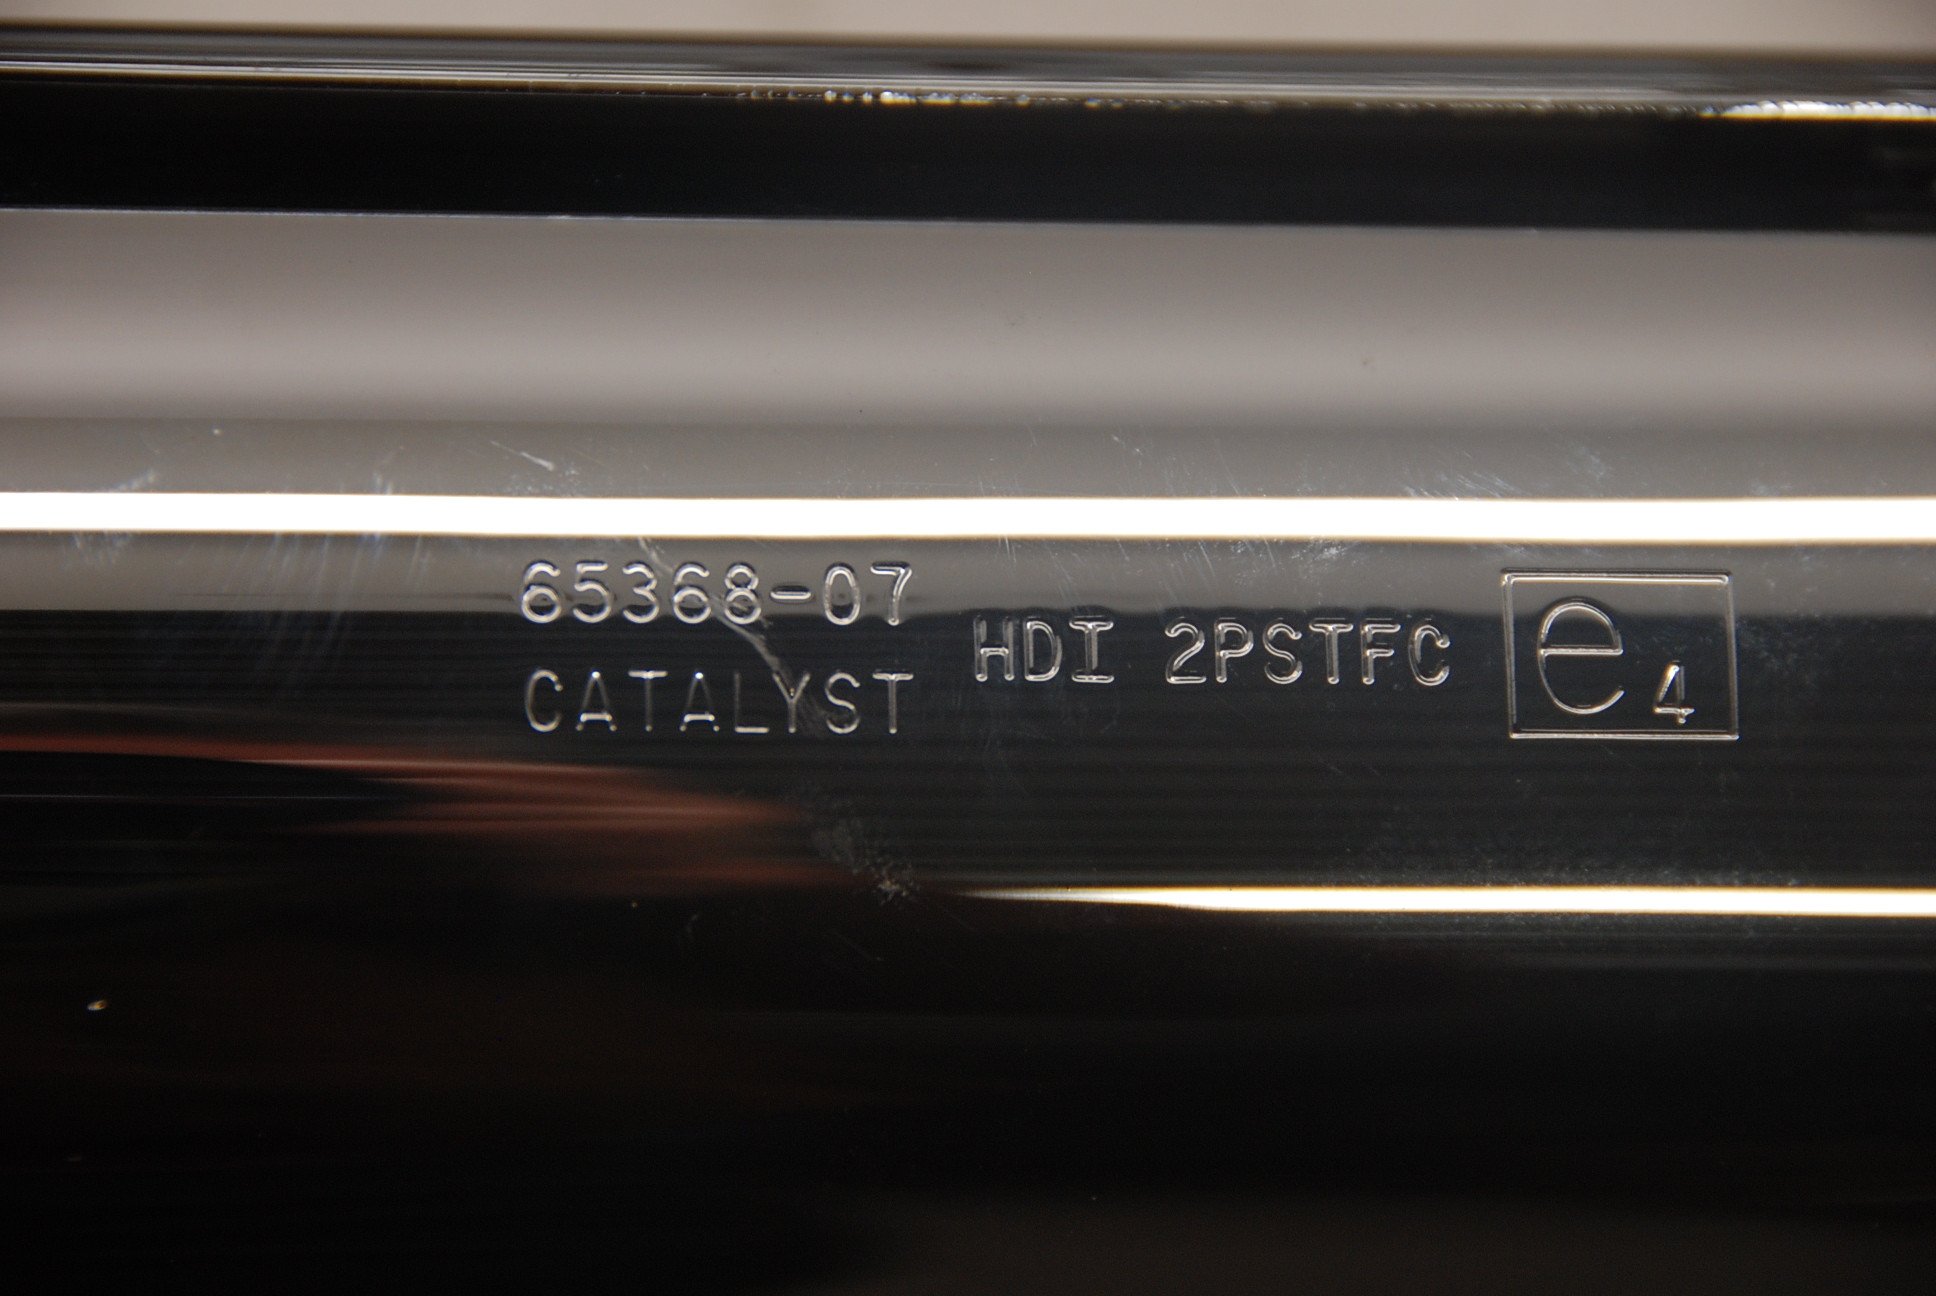 65368-07
CATALYST
HDI 2PSTFC
e4